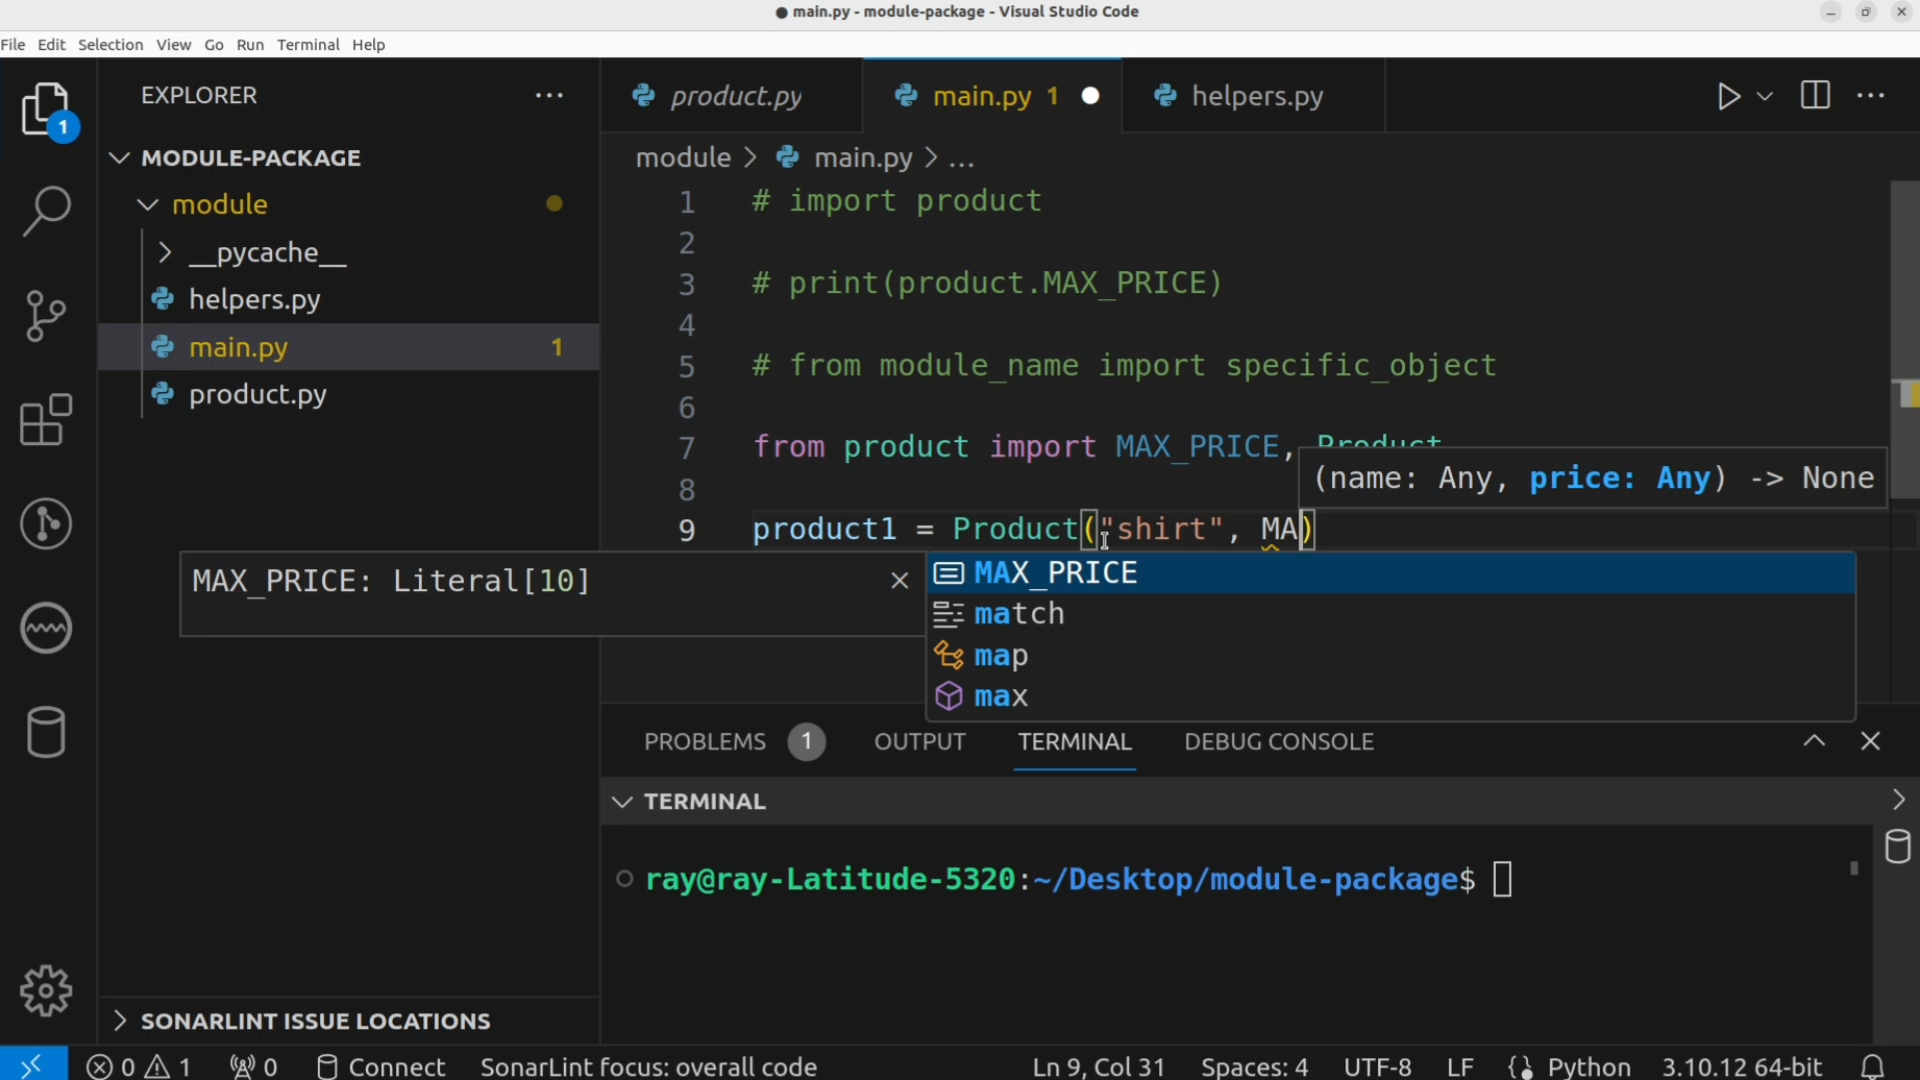 main.py - module-package - Visual Studio Code
File Edit Selection View Go Run Terminal Help
EXPLORER
product.py
main.py 1
helpers.py
MODULE-PACKAGE
module
__pycache__
helpers.py
main.py 1
product.py
module > main.py > ...
1 # import product
2
3 # print(product.MAX_PRICE)
4
5 # from module_name import specific_object
6
7 from product import MAX_PRICE, Product
8
(name: Any, price: Any) -> None
9 product1 = Product("shirt", MA)
MAX_PRICE: Literal[10]
MAX_PRICE
match
map
max
PROBLEMS 1 OUTPUT TERMINAL DEBUG CONSOLE
TERMINAL
ray@ray-Latitude-5320:~/Desktop/module-package$
SONARLINT ISSUE LOCATIONS
1
0 1 0 Connect SonarLint focus: overall code Ln 9, Col 31 Spaces: 4 UTF-8 LF Python 3.10.12 64-bit